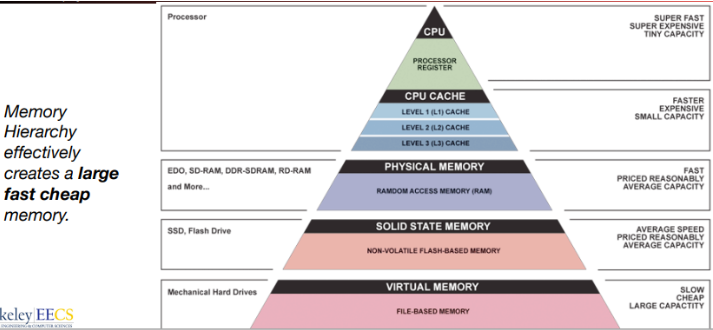 Memory
Hierarchy
effectively
creates a large
fast cheap
memory.
keley EECS
Processor
CPU
PROCESSOR
REGISTER
SUPER FAST
SUPER EXPENSIVE
TINY CAPACITY
CPU CACHE
LEVEL 1 (L1) CACHE
LEVEL 2 (L2) CACHE
LEVEL 3 (L3) CACHE
FASTER
EXPENSIVE
SMALL CAPACITY
EDO, SD-RAM, DDR-SDRAM, RD-RAM
and More...
PHYSICAL MEMORY
RAMDOM ACCESS MEMORY (RAM)
FAST
PRICED REASONABLY
AVERAGE CAPACITY
SSD, Flash Drive
SOLID STATE MEMORY
NON-VOLATILE FLASH-BASED MEMORY
AVERAGE SPEED
PRICED REASONABLY
AVERAGE CAPACITY
Mechanical Hard Drives
VIRTUAL MEMORY
FILE-BASED MEMORY
SLOW
CHEAP
LARGE CAPACTITY